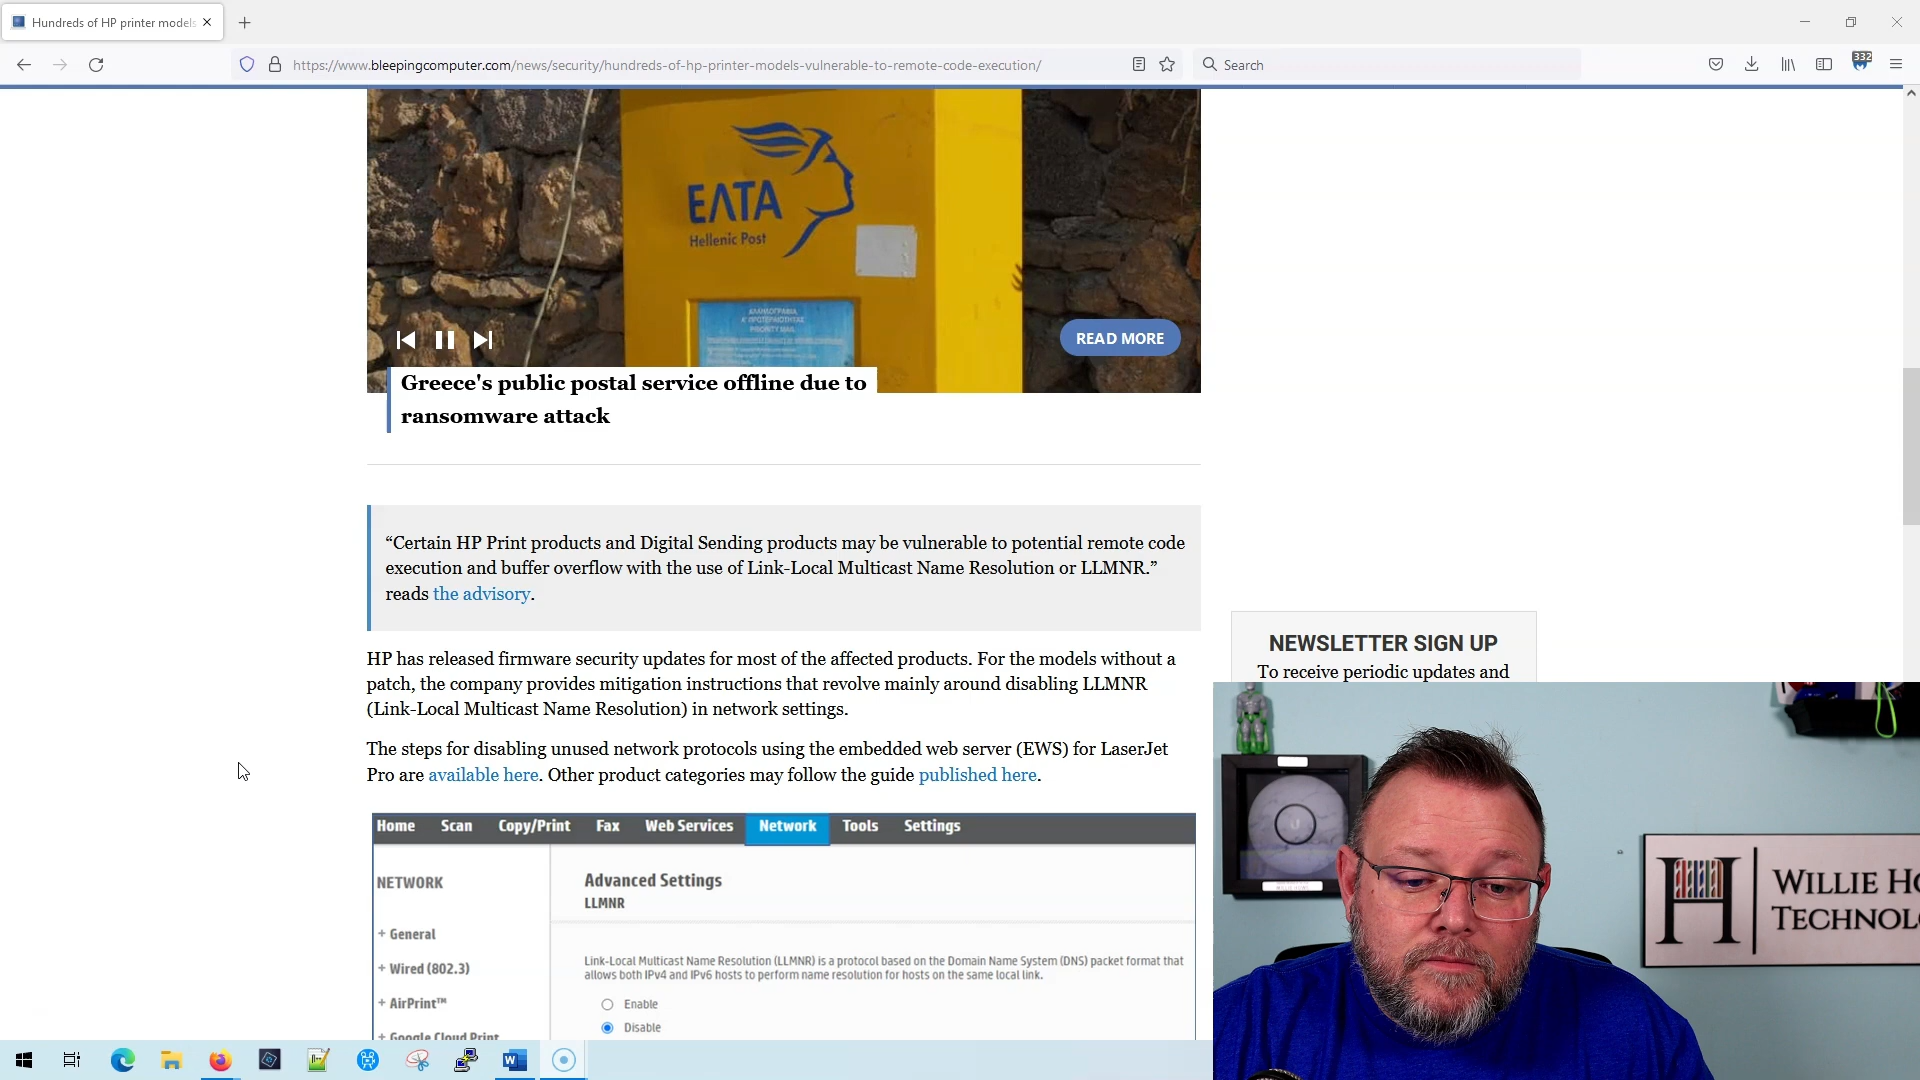 Hundreds of HP printer models
https://www.bleepingcomputer.com/news/security/hundreds-of-hp-printer-models-vulnerable-to-remote-code-execution/
Search
332
ΕΛΤΑ
Hellenic Post
ΑΛΛΗΛΟΓΡΑΦΙΑ
Α' ΠΡΟΤΕΡΑΙΟΤΗΤΑΣ
PRIORITY MAIL
READ MORE
Greece's public postal service offline due to
ransomware attack
“Certain HP Print products and Digital Sending products may be vulnerable to potential remote code
execution and buffer overflow with the use of Link-Local Multicast Name Resolution or LLMNR.”
reads the advisory.
HP has released firmware security updates for most of the affected products. For the models without a
patch, the company provides mitigation instructions that revolve mainly around disabling LLMNR
(Link-Local Multicast Name Resolution) in network settings.
The steps for disabling unused network protocols using the embedded web server (EWS) for LaserJet
Pro are available here. Other product categories may follow the guide published here.
Home Scan Copy/Print Fax Web Services Network Tools Settings
NETWORK
+ General
+ Wired (802.3)
+ AirPrint™
+ Google Cloud Print
Advanced Settings
LLMNR
Link-Local Multicast Name Resolution (LLMNR) is a protocol based on the Domain Name System (DNS) packet format that
allows both IPv4 and IPv6 hosts to perform name resolution for hosts on the same local link.
Enable
Disable
NEWSLETTER SIGN UP
To receive periodic updates and
H
WILLIE HO
TECHNOLO